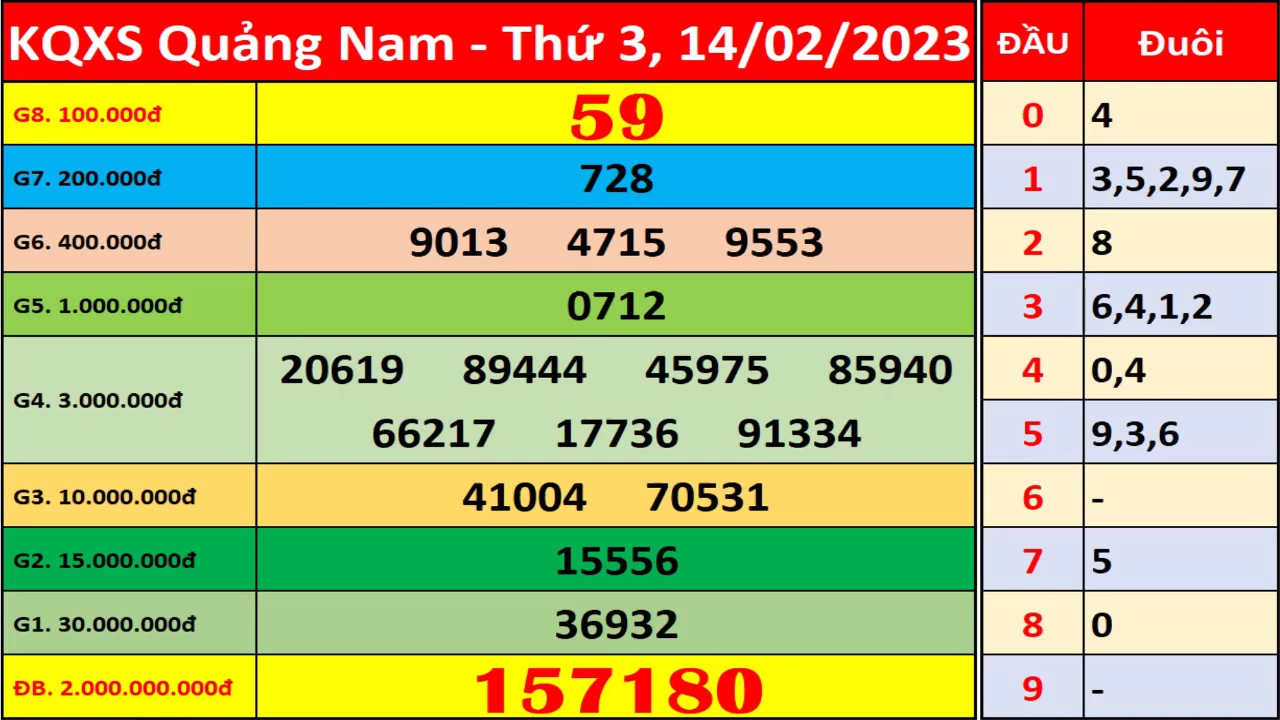 KQXS Quảng Nam - Thứ 3, 14/02/2023
G8. 100.000đ 59
G7. 200.000đ 728
G6. 400.000đ 9013 4715 9553
G5. 1.000.000đ 0712
G4. 3.000.000đ 20619 89444 45975 85940
66217 17736 91334
G3. 10.000.000đ 41004 70531
G2. 15.000.000đ 15556
G1. 30.000.000đ 36932
ĐB. 2.000.000.000đ 157180
ĐẦU Đuôi
0 4
1 3,5,2,9,7
2 8
3 6,4,1,2
4 0,4
5 9,3,6
6 -
7 5
8 0
9 -